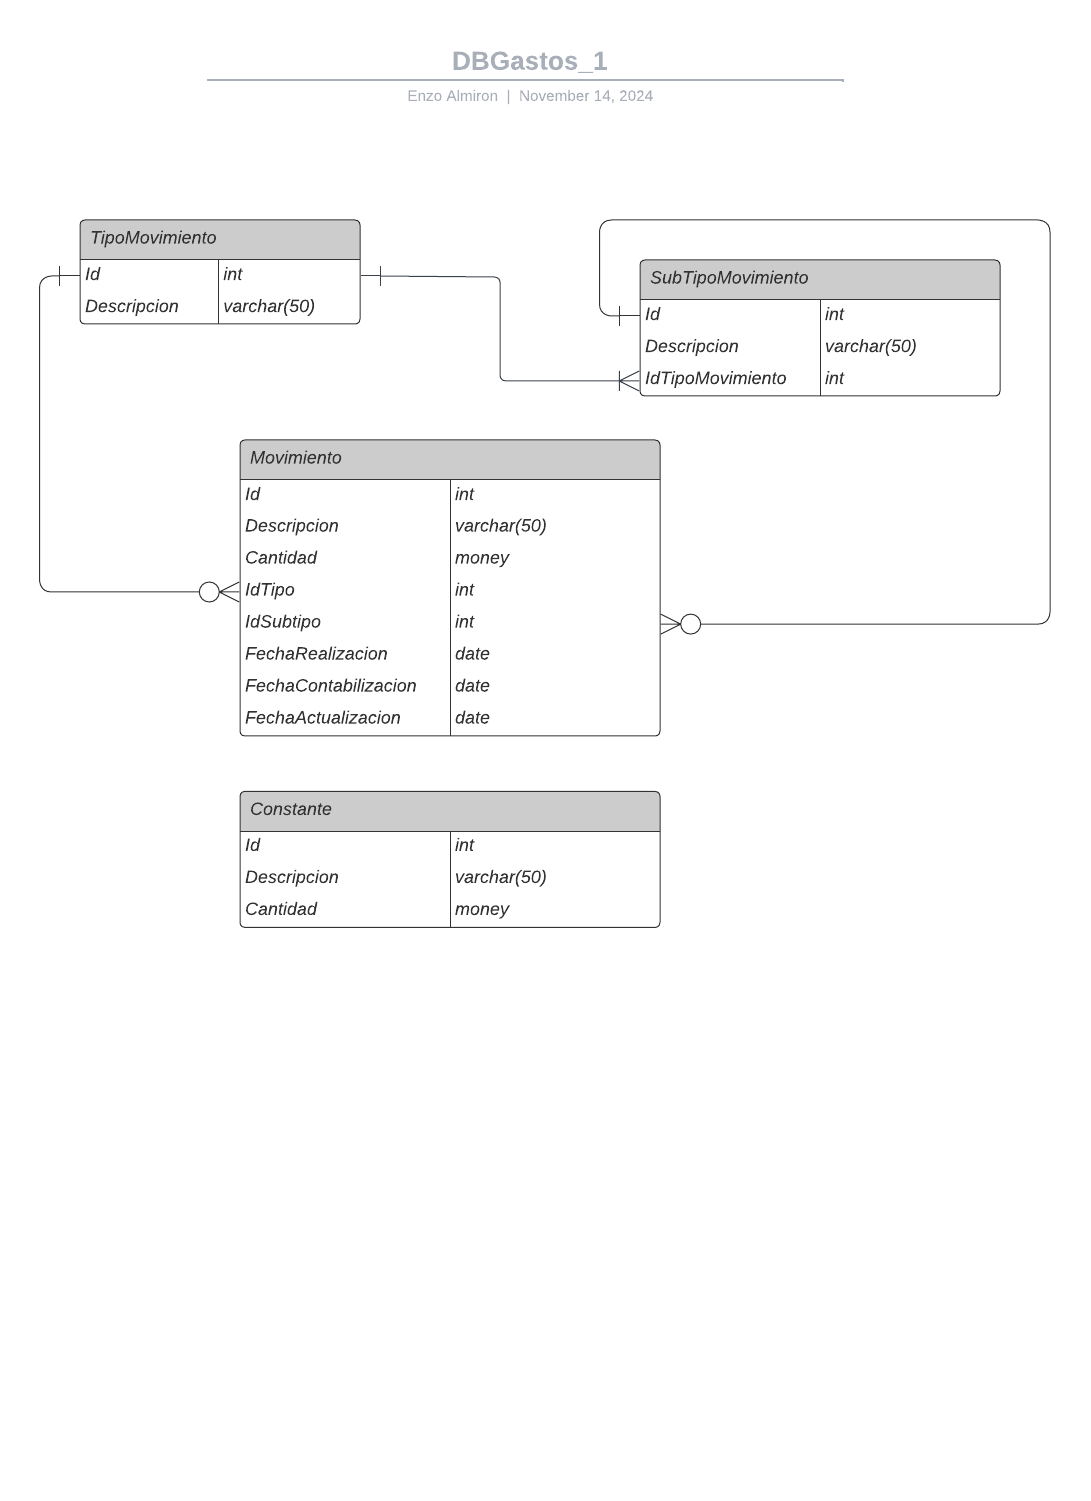 DBGastos_1
Enzo Almiron | November 14, 2024
TipoMovimiento
Id int
Descripcion varchar(50)
SubTipoMovimiento
Id int
Descripcion varchar(50)
IdTipoMovimiento int
Movimiento
Id int
Descripcion varchar(50)
Cantidad money
IdTipo int
IdSubtipo int
FechaRealizacion date
FechaContabilizacion date
FechaActualizacion date
Constante
Id int
Descripcion varchar(50)
Cantidad money